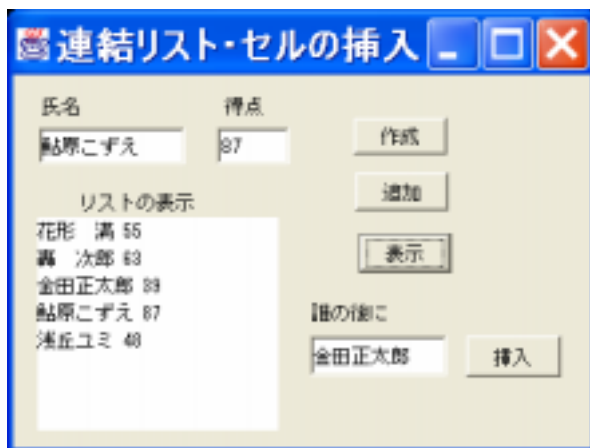 連結リスト・セルの挿入
氏名 得点
鮎原こずえ 87 作成
追加
リストの表示
花形 満 55
轟 次郎 63
表示
金田正太郎 39
鮎原こずえ 87
浅丘ユミ 48
誰の後に
金田正太郎 挿入